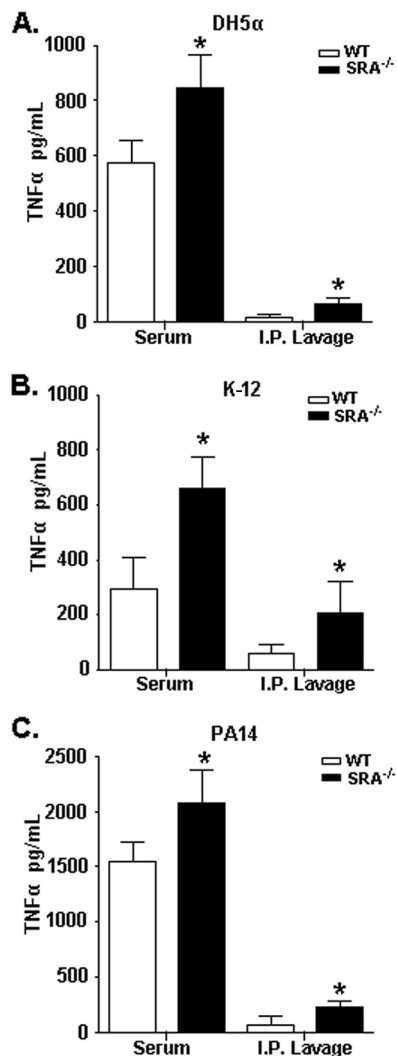 A.
DH5α
TNFα pg/mL
1000
800
600
400
200
0
*
*
WT
SRA-/-
Serum I.P. Lavage
B.
K-12
TNFα pg/mL
1000
800
600
400
200
0
*
*
WT
SRA-/-
Serum I.P. Lavage
C.
PA14
TNFα pg/mL
2500
2000
1500
1000
500
0
*
*
WT
SRA-/-
Serum I.P. Lavage